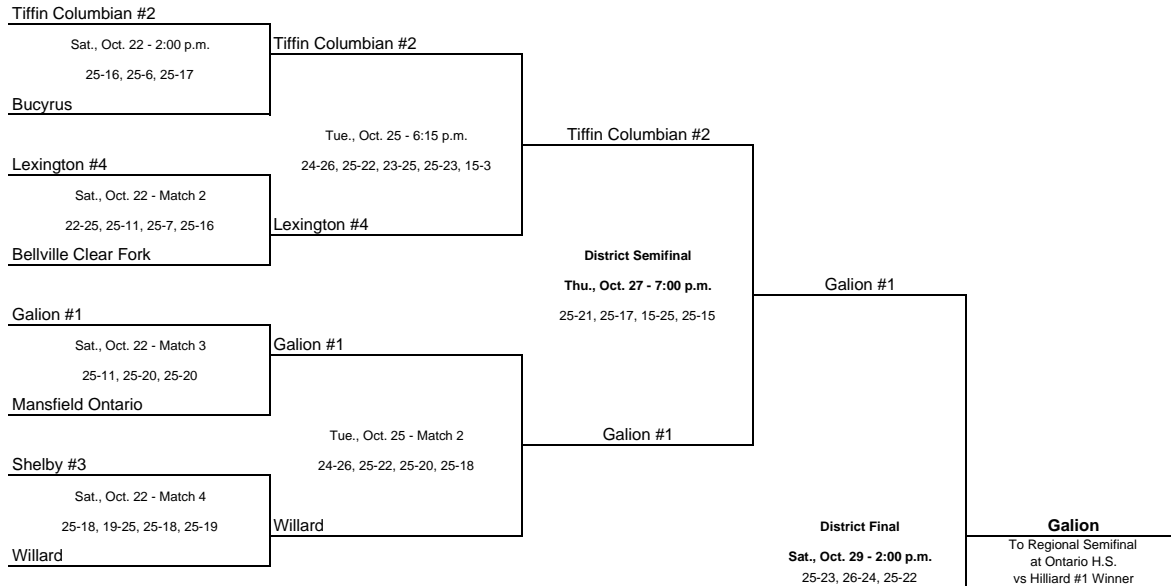 Tiffin Columbian #2
Sat., Oct. 22 - 2:00 p.m.
25-16, 25-6, 25-17
Bucyrus
Tiffin Columbian #2
Tue., Oct. 25 - 6:15 p.m.
24-26, 25-22, 23-25, 25-23, 15-3
Lexington #4
Lexington #4
Sat., Oct. 22 - Match 2
22-25, 25-11, 25-7, 25-16
Bellville Clear Fork
Tiffin Columbian #2
District Semifinal
Thu., Oct. 27 - 7:00 p.m.
25-21, 25-17, 15-25, 25-15
Galion #1
Galion #1
Sat., Oct. 22 - Match 3
25-11, 25-20, 25-20
Mansfield Ontario
Galion #1
Tue., Oct. 25 - Match 2
24-26, 25-22, 25-20, 25-18
Willard
Shelby #3
Sat., Oct. 22 - Match 4
25-18, 19-25, 25-18, 25-19
Willard
Galion #1
District Final
Sat., Oct. 29 - 2:00 p.m.
25-23, 26-24, 25-22
Galion
To Regional Semifinal
at Ontario H.S.
vs Hilliard #1 Winner